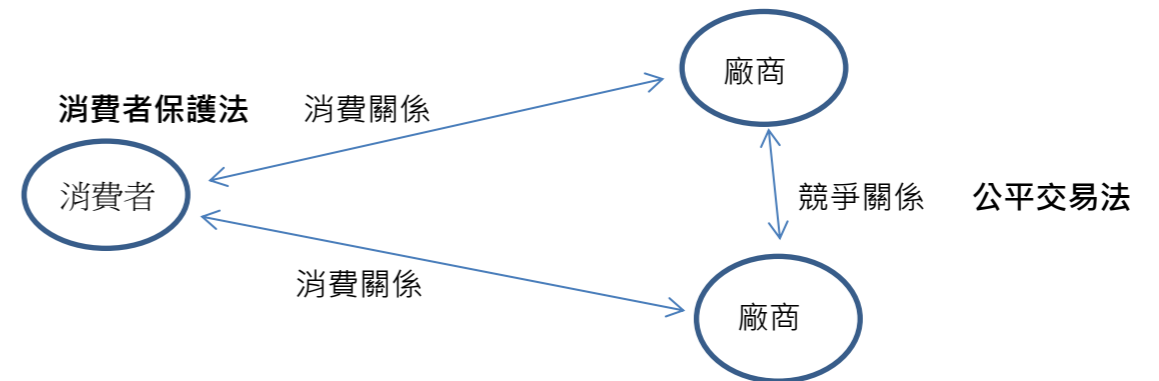 廠商
消費者保護法
消費關係
消費者
競爭關係
公平交易法
消費關係
廠商